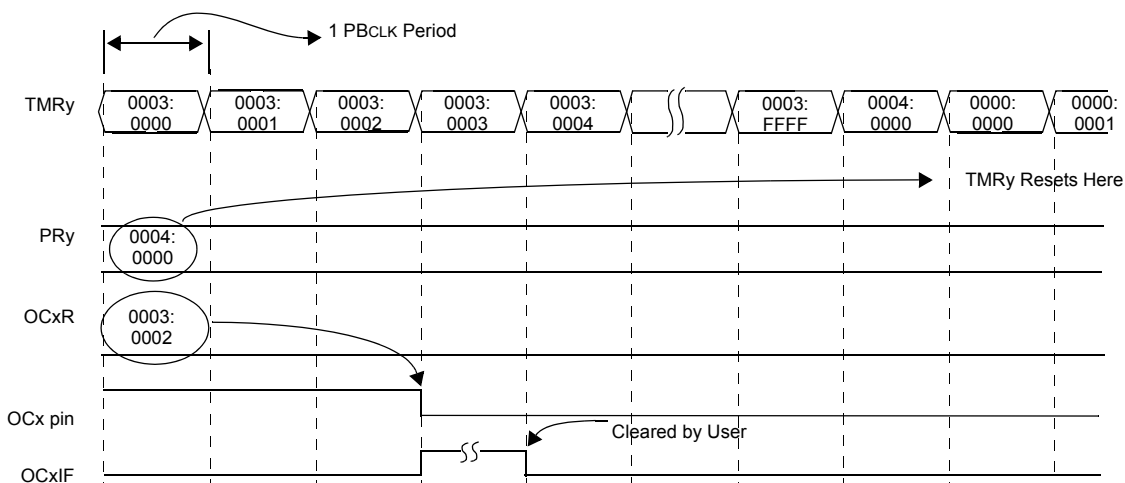 1 PBCLK Period
TMRy
0003:
0000
0003:
0001
0003:
0002
0003:
0003
0003:
0004
0003:
FFFF
0004:
0000
0000:
0000
0000:
0001
TMRy Resets Here
PRy
0004:
0000
OCxR
0003:
0002
OCx pin
Cleared by User
OCxIF